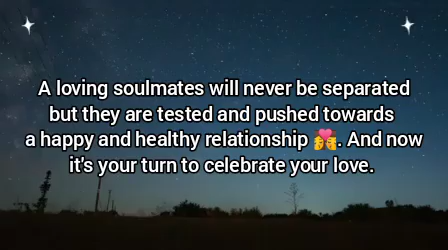 A loving soulmates will never be separated
but they are tested and pushed towards
a happy and healthy relationship 💏. And now
it's your turn to celebrate your love.